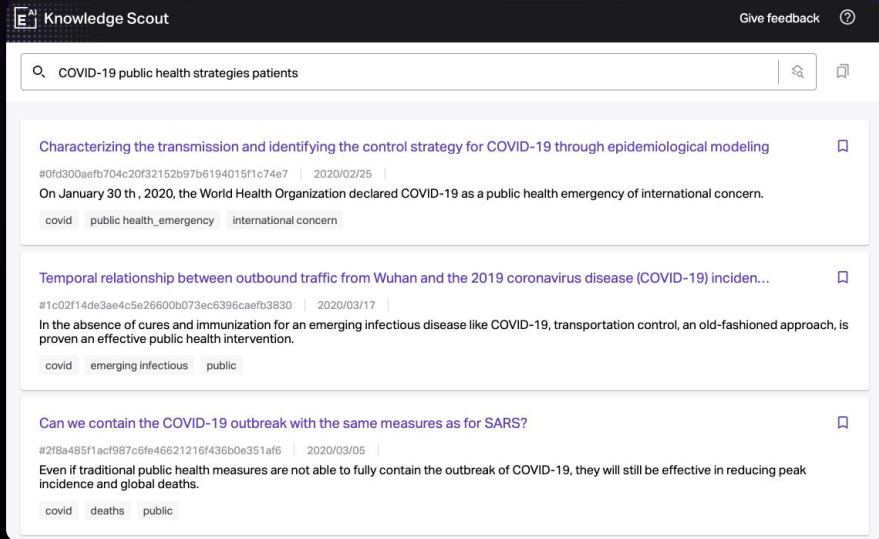 E AI Knowledge Scout Give feedback ?
COVID-19 public health strategies patients
Characterizing the transmission and identifying the control strategy for COVID-19 through epidemiological modeling
#0fd300aefb704c20f32152b97b6194015f1c74e7 | 2020/02/25 |
On January 30 th , 2020, the World Health Organization declared COVID-19 as a public health emergency of international concern.
covid public health_emergency international concern
Temporal relationship between outbound traffic from Wuhan and the 2019 coronavirus disease (COVID-19) inciden...
#1c02f14de3ae4c5e26600b073ec6396caefb3830 | 2020/03/17 |
In the absence of cures and immunization for an emerging infectious disease like COVID-19, transportation control, an old-fashioned approach, is
proven an effective public health intervention.
covid emerging infectious public
Can we contain the COVID-19 outbreak with the same measures as for SARS?
#2f8a485f1acf987c6fe46621216f436b0e351af6 | 2020/03/05 |
Even if traditional public health measures are not able to fully contain the outbreak of COVID-19, they will still be effective in reducing peak
incidence and global deaths.
covid deaths public